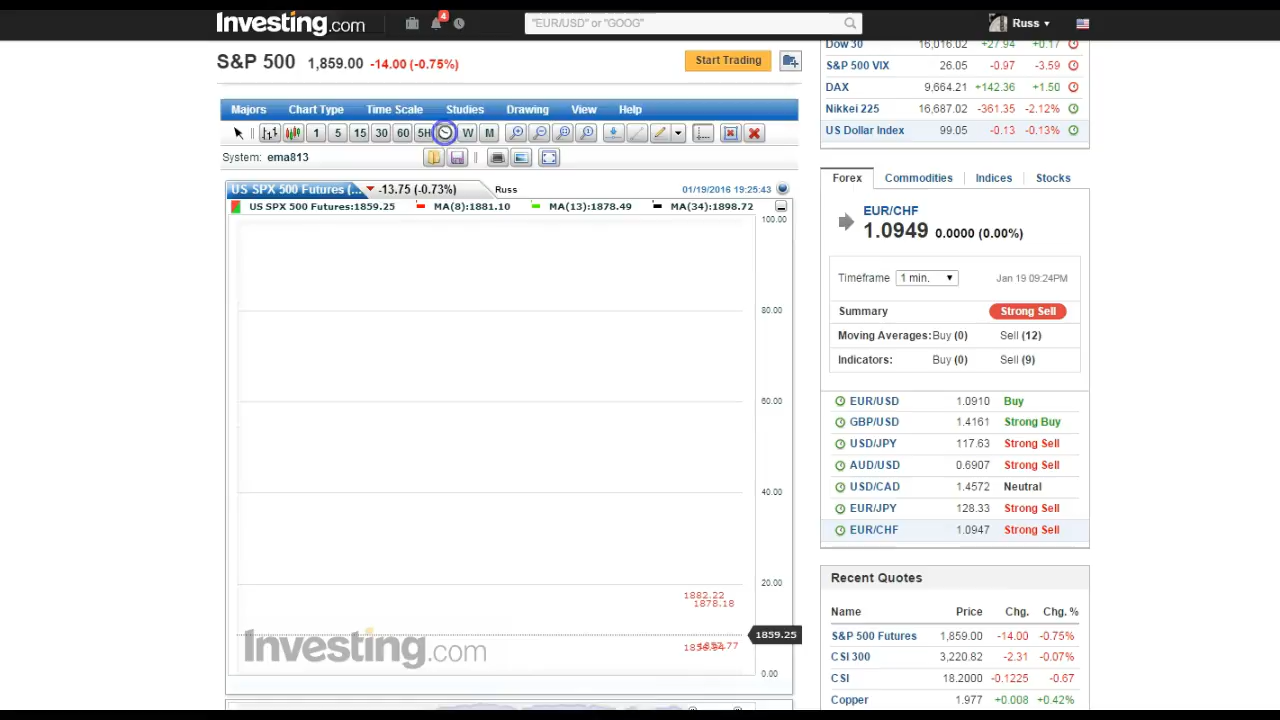 Investing.com
4
"EUR/USD" or "GOOG"
Russ
S&P 500 1,859.00 -14.00 (-0.75%)
Start Trading
Majors Chart Type Time Scale Studies Drawing View Help
1 5 15 30 60 5H W M
System: ema813
US SPX 500 Futures (... -13.75 (-0.73%) Russ 01/19/2016 19:25:43
US SPX 500 Futures:1859.25 MA(8):1881.10 MA(13):1878.49 MA(34):1898.72
100.00
80.00
60.00
40.00
20.00
1882.22
1878.18
1859.25
Investing.com
0.00
Dow 30 16,016.02 +27.94 +0.17
S&P 500 VIX 26.05 -0.97 -3.59
DAX 9,664.21 +142.36 +1.50
Nikkei 225 16,687.02 -361.35 -2.12%
US Dollar Index 99.05 -0.13 -0.13%
Forex Commodities Indices Stocks
EUR/CHF
1.0949 0.0000 (0.00%)
Timeframe 1 min. Jan 19 09:24PM
Summary Strong Sell
Moving Averages: Buy (0) Sell (12)
Indicators: Buy (0) Sell (9)
EUR/USD 1.0910 Buy
GBP/USD 1.4161 Strong Buy
USD/JPY 117.63 Strong Sell
AUD/USD 0.6907 Strong Sell
USD/CAD 1.4572 Neutral
EUR/JPY 128.33 Strong Sell
EUR/CHF 1.0947 Strong Sell
Recent Quotes
Name Price Chg. Chg. %
S&P 500 Futures 1,859.00 -14.00 -0.75%
CSI 300 3,220.82 -2.31 -0.07%
CSI 18.2000 -0.1225 -0.67
Copper 1.977 +0.008 +0.42%